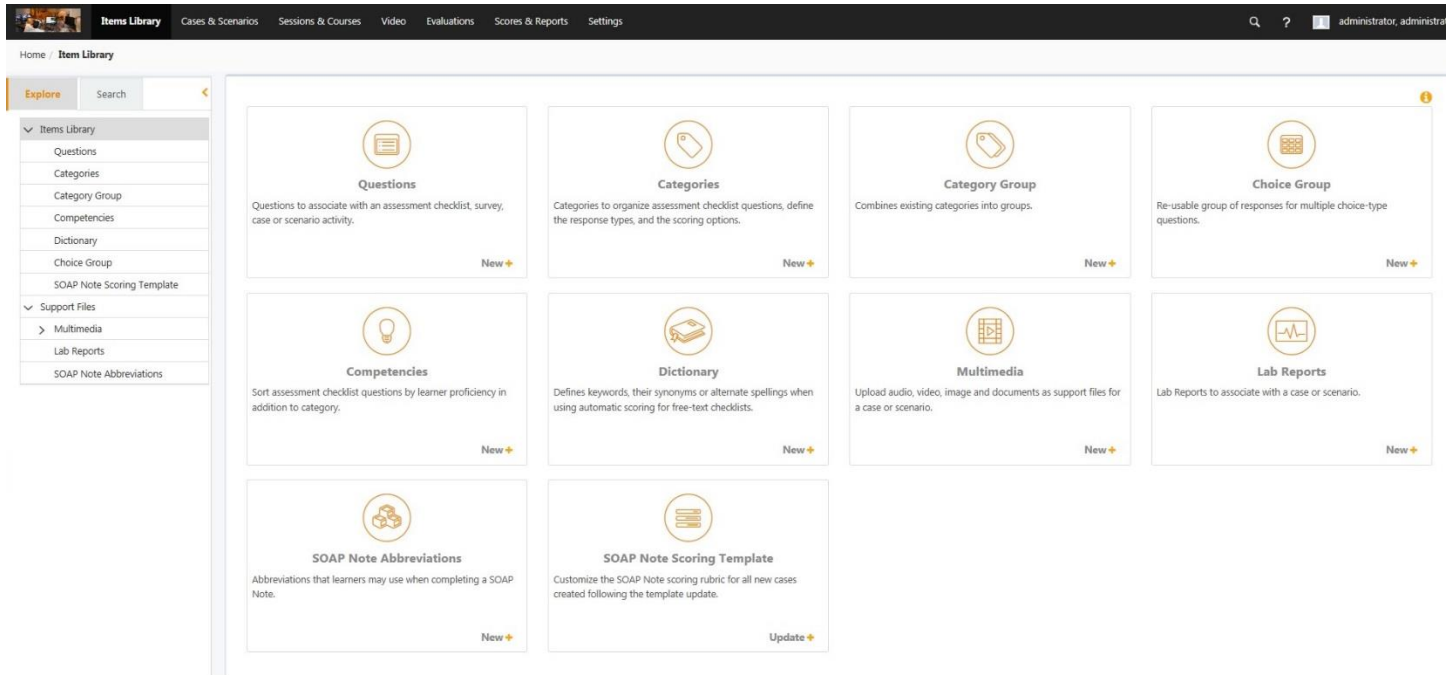 Items Library Cases & Scenarios Sessions & Courses Video Evaluations Scores & Reports Settings ? administrator, administrat
Home / Item Library
Explore Search
Items Library
Questions
Categories
Category Group
Competencies
Dictionary
Choice Group
SOAP Note Scoring Template
Support Files
Multimedia
Lab Reports
SOAP Note Abbreviations
Questions
Questions to associate with an assessment checklist, survey,
case or scenario activity.
New+
Categories
Categories to organize assessment checklist questions, define
the response types, and the scoring options.
New+
Category Group
Combines existing categories into groups.
New+
Choice Group
Re-usable group of responses for multiple choice-type
questions.
New+
Competencies
Sort assessment checklist questions by learner proficiency in
addition to category.
New+
Dictionary
Defines keywords, their synonyms or alternate spellings when
using automatic scoring for free-text checklists.
New+
Multimedia
Upload audio, video, image and documents as support files for
a case or scenario.
New+
Lab Reports
Lab Reports to associate with a case or scenario.
New+
SOAP Note Abbreviations
Abbreviations that learners may use when completing a SOAP
Note.
New+
SOAP Note Scoring Template
Customize the SOAP Note scoring rubric for all new cases
created following the template update.
Update+